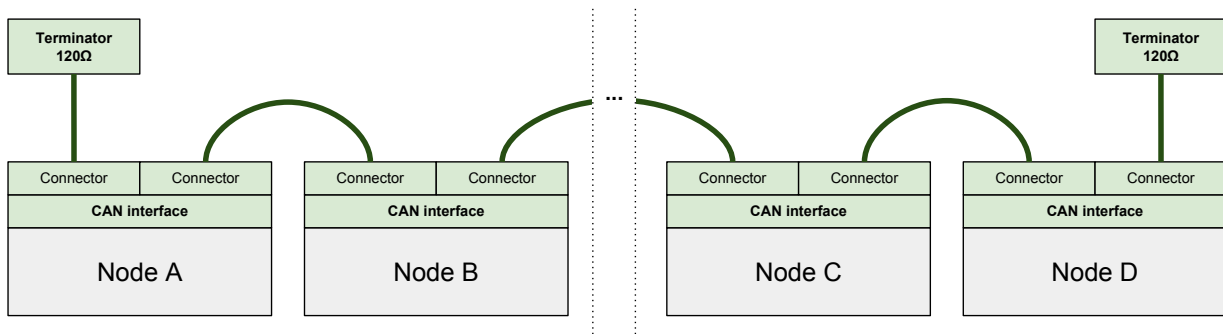 Terminator
120Ω
...
Terminator
120Ω
Connector Connector Connector Connector Connector Connector Connector Connector
CAN interface CAN interface CAN interface CAN interface
Node A Node B Node C Node D